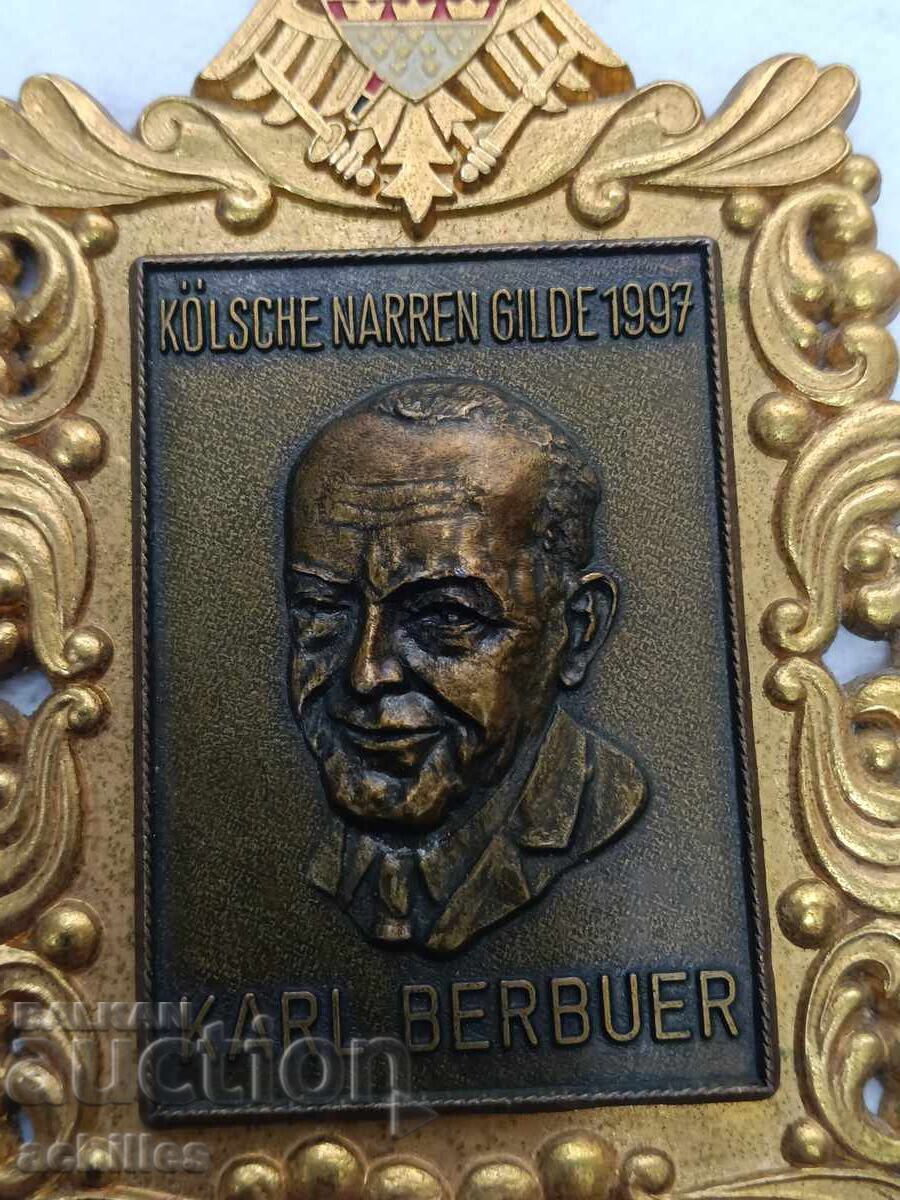 KÖLSCHE NARREN GILDE 1997
KARL BERBUER
BALKAN
auction
achilles